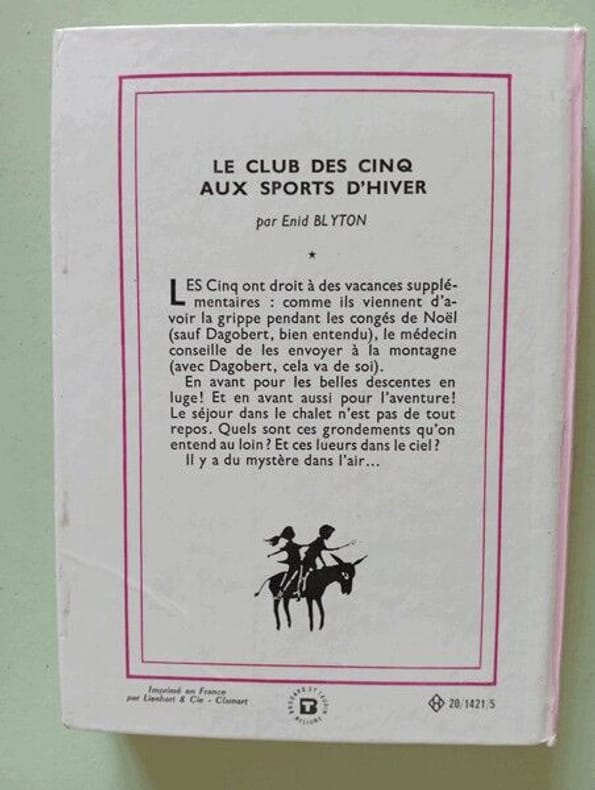 LE CLUB DES CINQ
AUX SPORTS D'HIVER
par Enid BLYTON
LES Cinq ont droit à des vacances supplé-
mentaires : comme ils viennent d'a-
voir la grippe pendant les congés de Noël
(sauf Dagobert, bien entendu), le médecin
conseille de les envoyer à la montagne
(avec Dagobert, cela va de soi).
En avant pour les belles descentes en
luge! Et en avant aussi pour l'aventure!
Le séjour dans le chalet n'est pas de tout
repos. Quels sont ces grondements qu'on
entend au loin? Et ces lueurs dans le ciel?
Il y a du mystère dans l'air...
Imprimé en France
par Lienhart & Cie - Clamart
BRODARD ET TAUPIN
RELIURE
H 20/1421/5